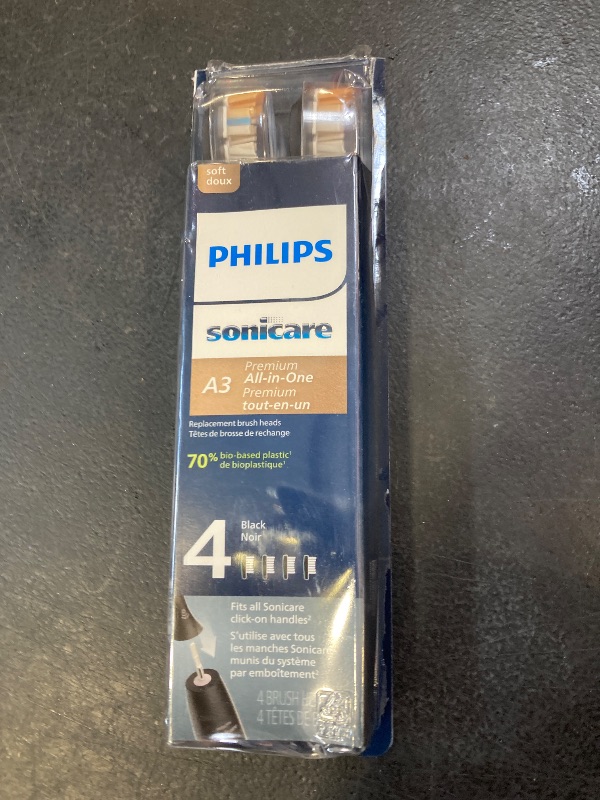 soft
doux
PHILIPS
sonicare
A3
Premium
All-in-One
Premium
tout-en-un
Replacement brush heads
Têtes de brosse de rechange
70% bio-based plastic¹
de bioplastique¹
4
Black
Noir
Fits all Sonicare
click-on handles²
S'utilise avec tous
les manches Sonicare
munis du système
par emboîtement²
4 BRUSH
4 TÊTES DE